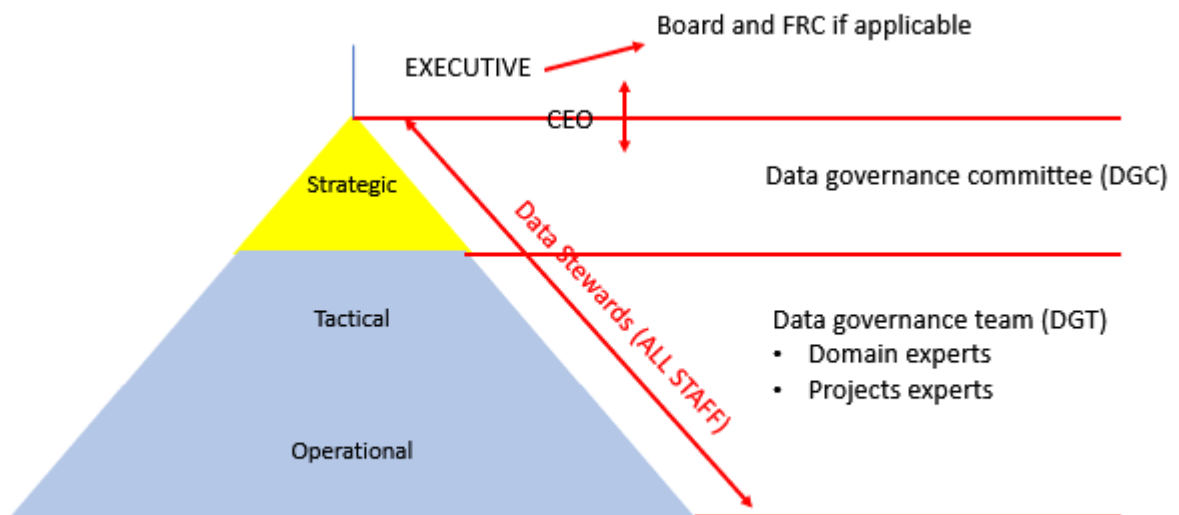 Board and FRC if applicable
EXECUTIVE
CEO
Strategic
Data governance committee (DGC)
Data Stewards (ALL STAFF)
Tactical
Data governance team (DGT)
• Domain experts
• Projects experts
Operational